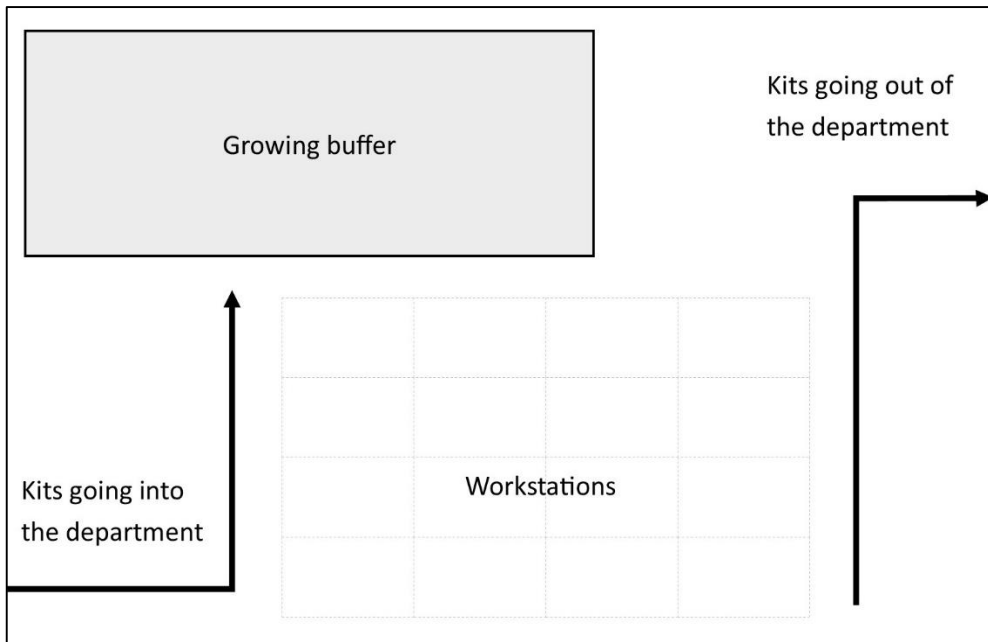 Growing buffer
Kits going out of
the department
Kits going into
the department
Workstations